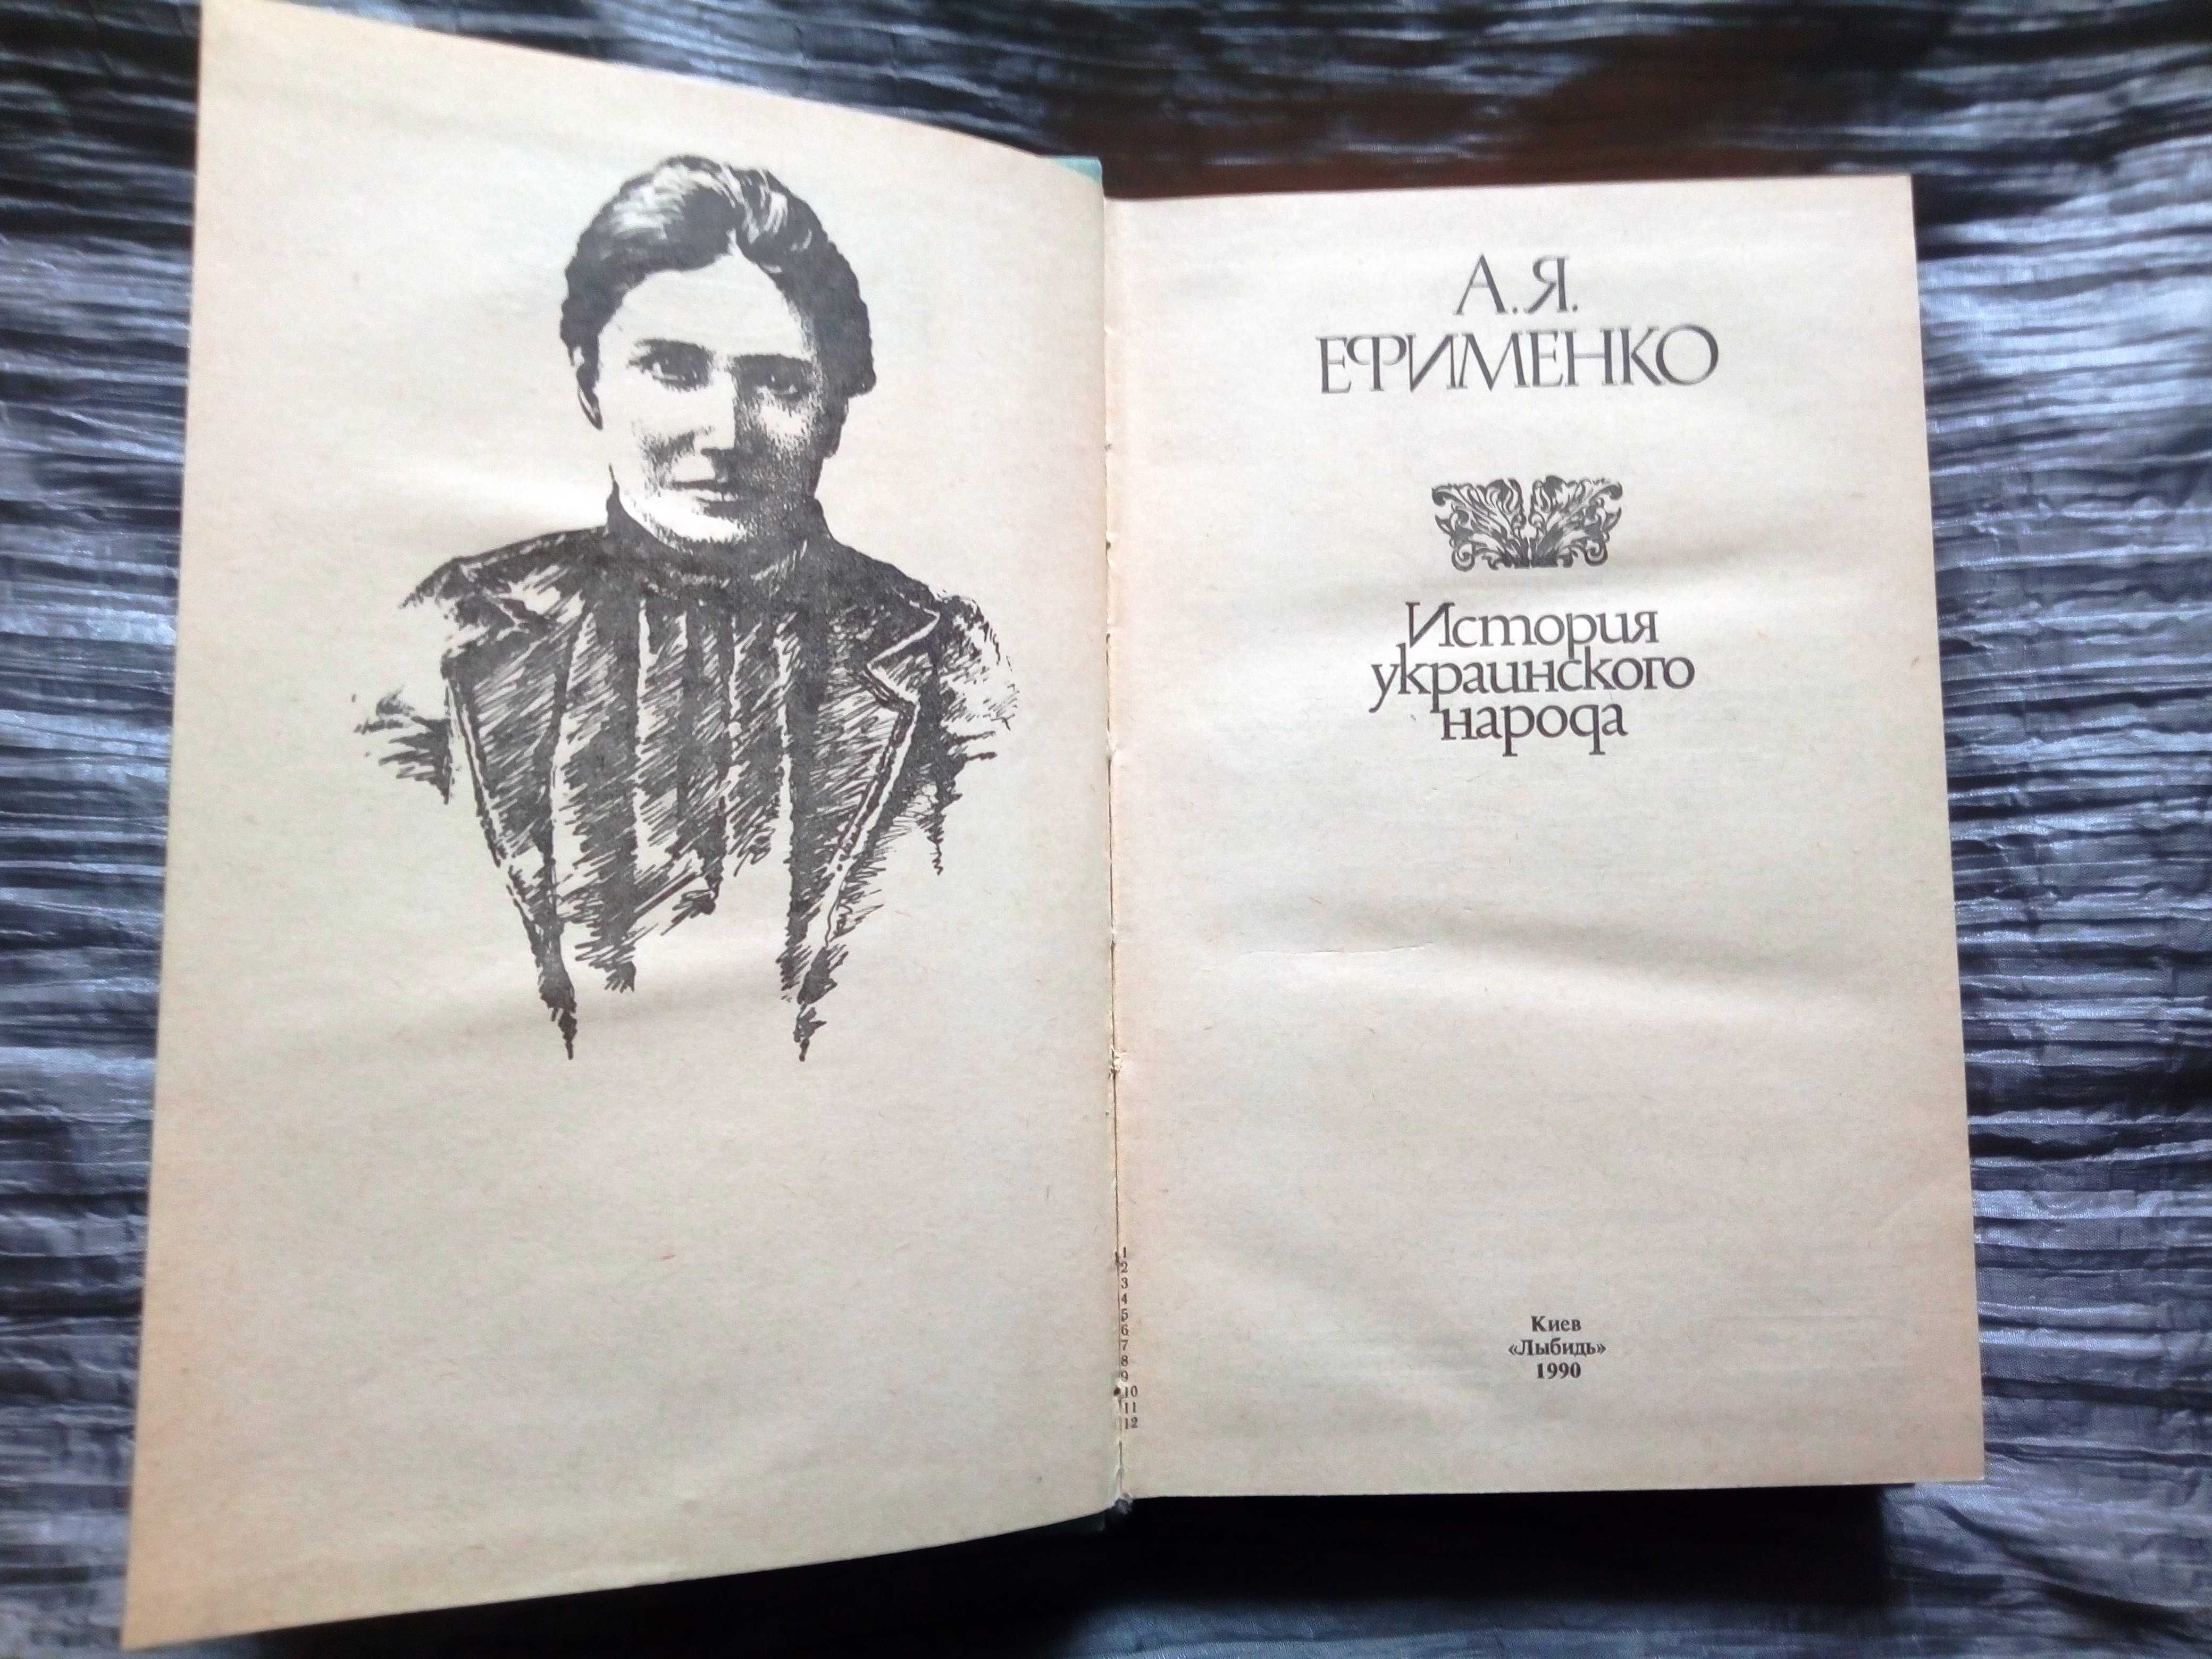 А. Я.
ЕФИМЕНКО
История
украинского
народа
1
2
3
4
5
6
7
8
9
10
11
12
Киев
«Лыбидь»
1990